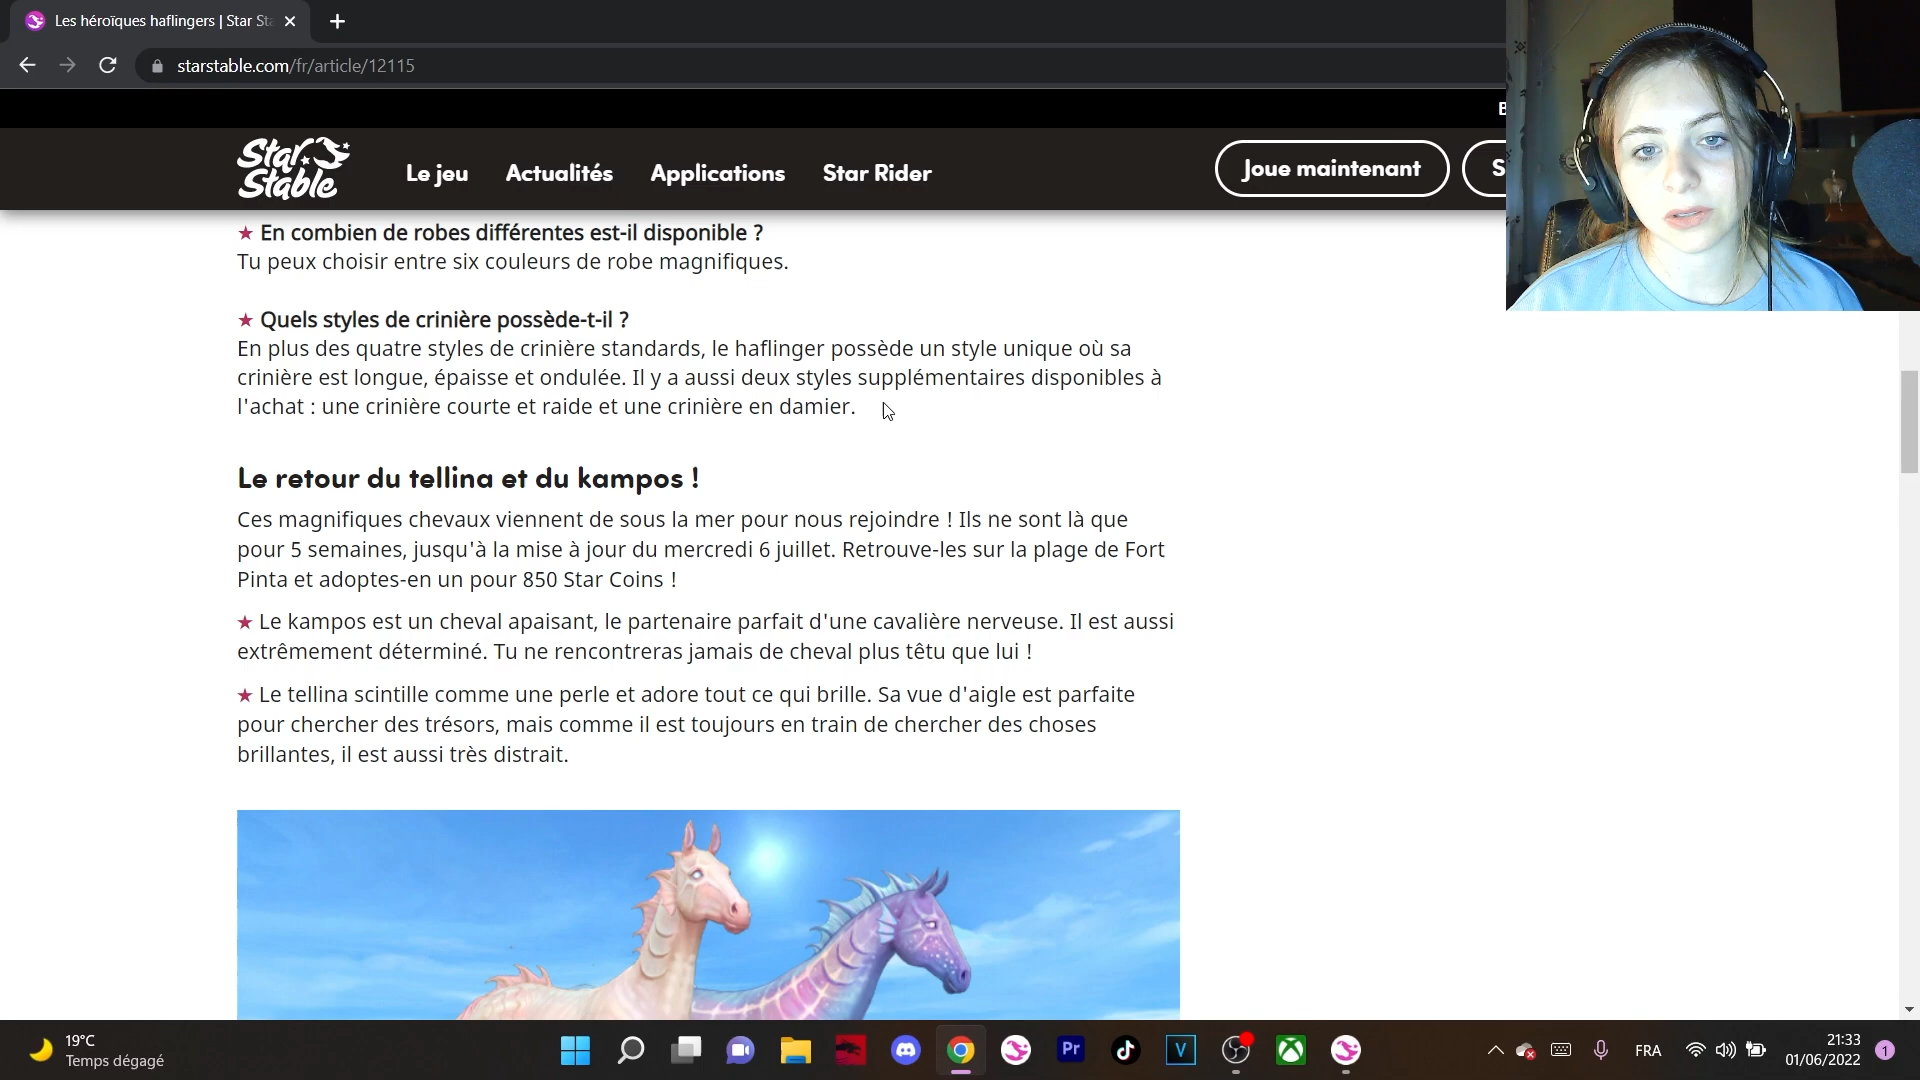 Les héroïques haflingers | Star Sta
starstable.com/fr/article/12115
Star Stable
Le jeu
Actualités
Applications
Star Rider
Joue maintenant
★ En combien de robes différentes est-il disponible ?
Tu peux choisir entre six couleurs de robe magnifiques.
★ Quels styles de crinière possède-t-il ?
En plus des quatre styles de crinière standards, le haflinger possède un style unique où sa
crinière est longue, épaisse et ondulée. Il y a aussi deux styles supplémentaires disponibles à
l'achat : une crinière courte et raide et une crinière en damier.
Le retour du tellina et du kampos !
Ces magnifiques chevaux viennent de sous la mer pour nous rejoindre ! Ils ne sont là que
pour 5 semaines, jusqu'à la mise à jour du mercredi 6 juillet. Retrouve-les sur la plage de Fort
Pinta et adoptes-en un pour 850 Star Coins !
★ Le kampos est un cheval apaisant, le partenaire parfait d'une cavalière nerveuse. Il est aussi
extrêmement déterminé. Tu ne rencontreras jamais de cheval plus têtu que lui !
★ Le tellina scintille comme une perle et adore tout ce qui brille. Sa vue d'aigle est parfaite
pour chercher des trésors, mais comme il est toujours en train de chercher des choses
brillantes, il est aussi très distrait.
19°C
Temps dégagé
Pr
V
FRA
21:33
01/06/2022
1